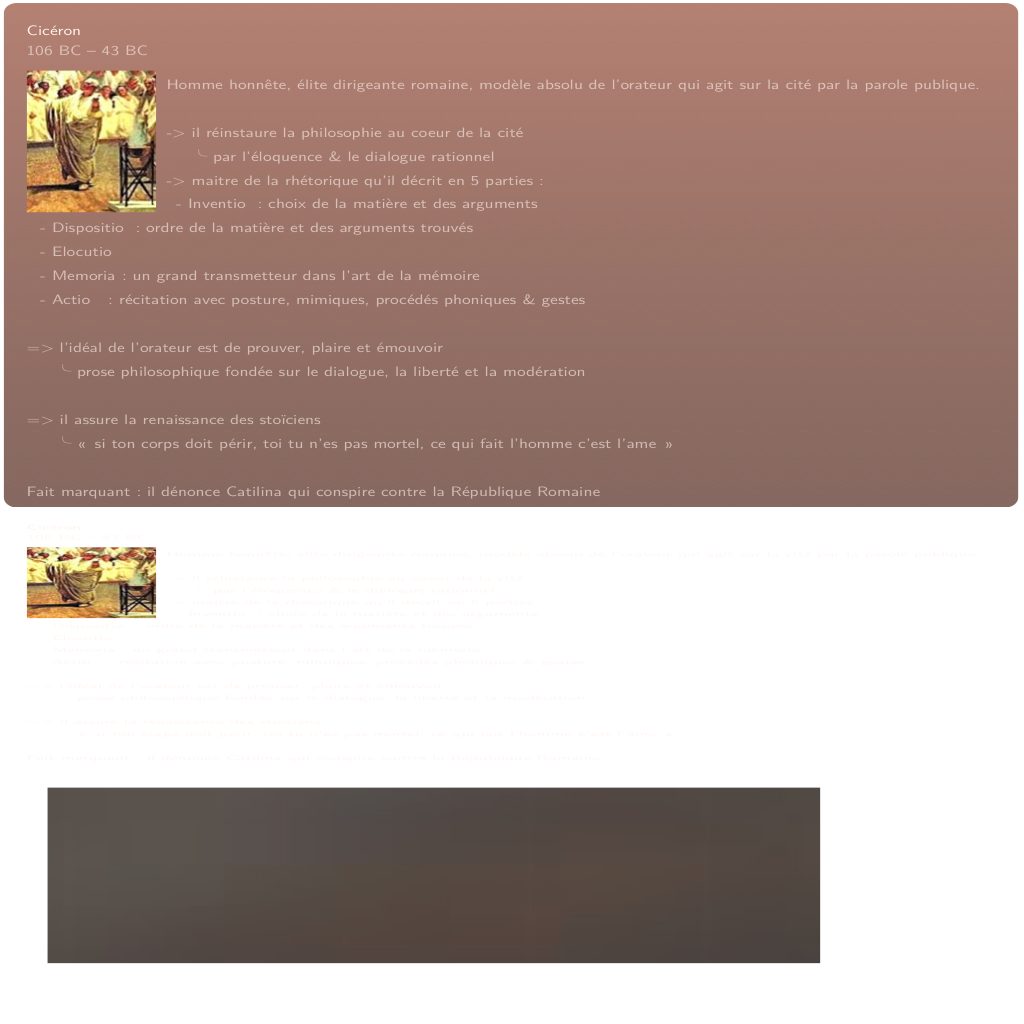 Cicéron
106 BC – 43 BC
Homme honnête, élite dirigeante romaine, modèle absolu de l'orateur qui agit sur la cité par la parole publique.
-> il réinstaure la philosophie au coeur de la cité
╰ par l'éloquence & le dialogue rationnel
-> maitre de la rhétorique qu'il décrit en 5 parties :
- Inventio : choix de la matière et des arguments
- Dispositio : ordre de la matière et des arguments trouvés
- Elocutio
- Memoria : un grand transmetteur dans l'art de la mémoire
- Actio : récitation avec posture, mimiques, procédés phoniques & gestes
=> l'idéal de l'orateur est de prouver, plaire et émouvoir
╰ prose philosophique fondée sur le dialogue, la liberté et la modération
=> il assure la renaissance des stoïciens
╰ « si ton corps doit périr, toi tu n'es pas mortel, ce qui fait l'homme c'est l'ame »
Fait marquant : il dénonce Catilina qui conspire contre la République Romaine